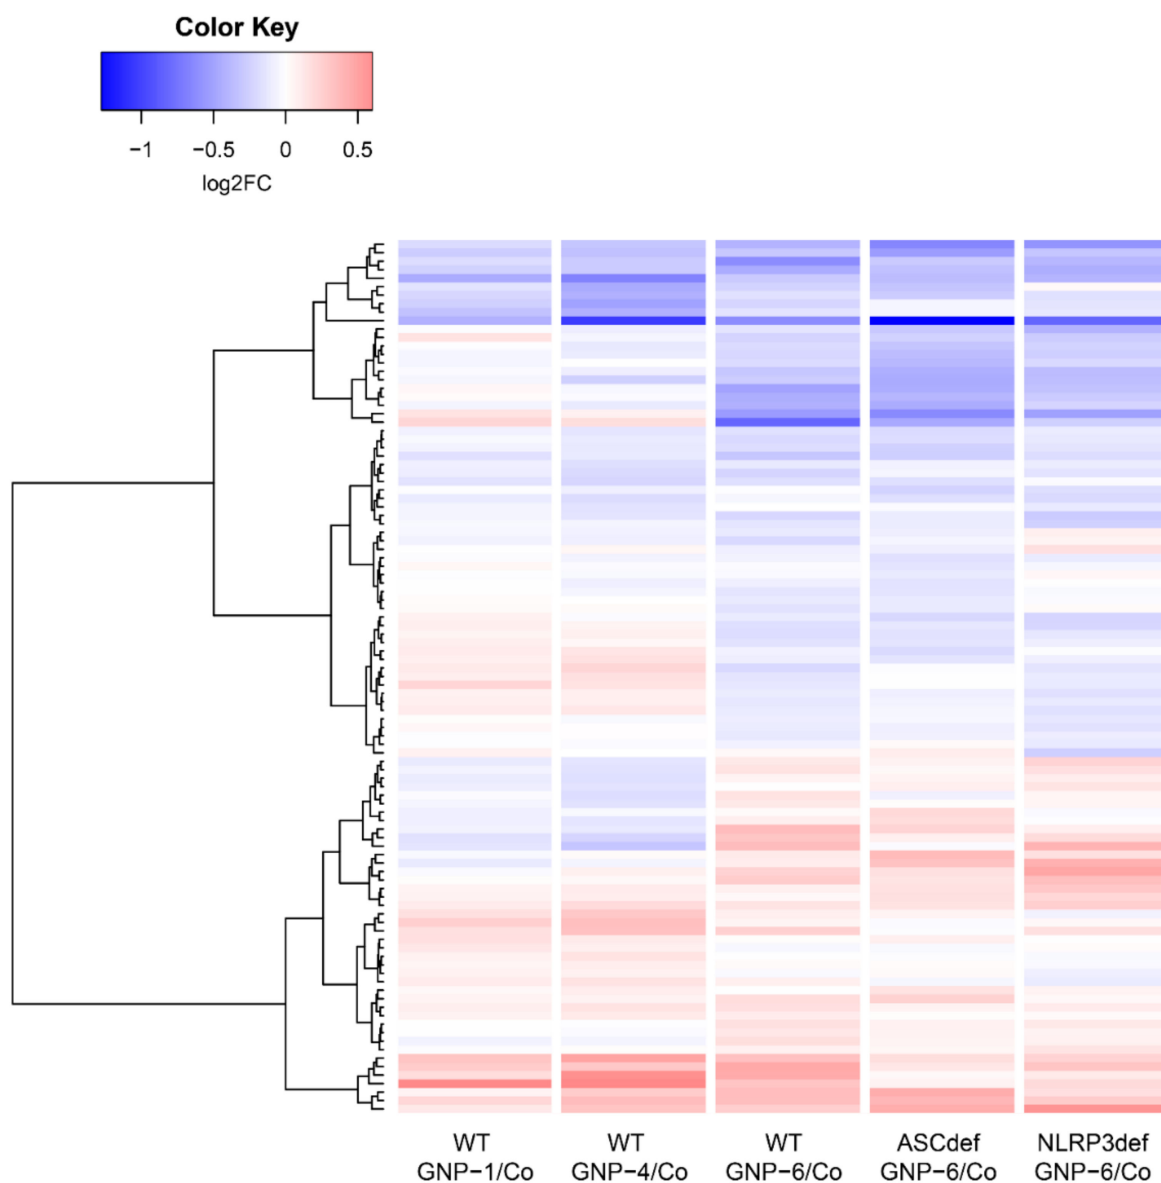 Color Key
−1 −0.5 0 0.5
log2FC
WT WT WT ASCdef NLRP3def
GNP−1/Co GNP−4/Co GNP−6/Co GNP−6/Co GNP−6/Co